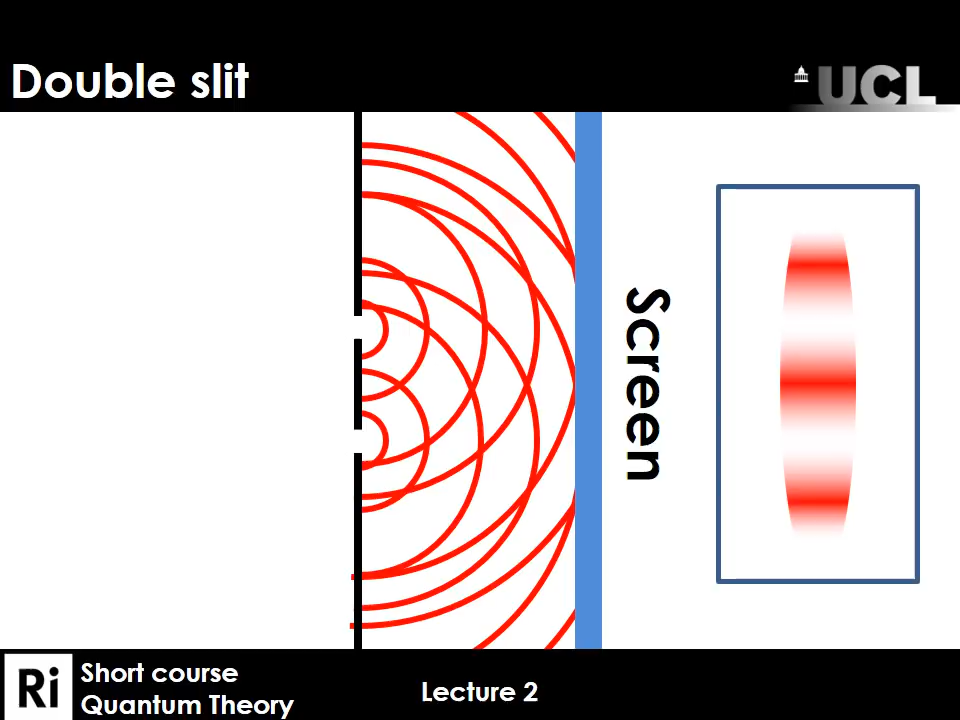 Double slit
UCL
Screen
Ri
Short course
Quantum Theory
Lecture 2